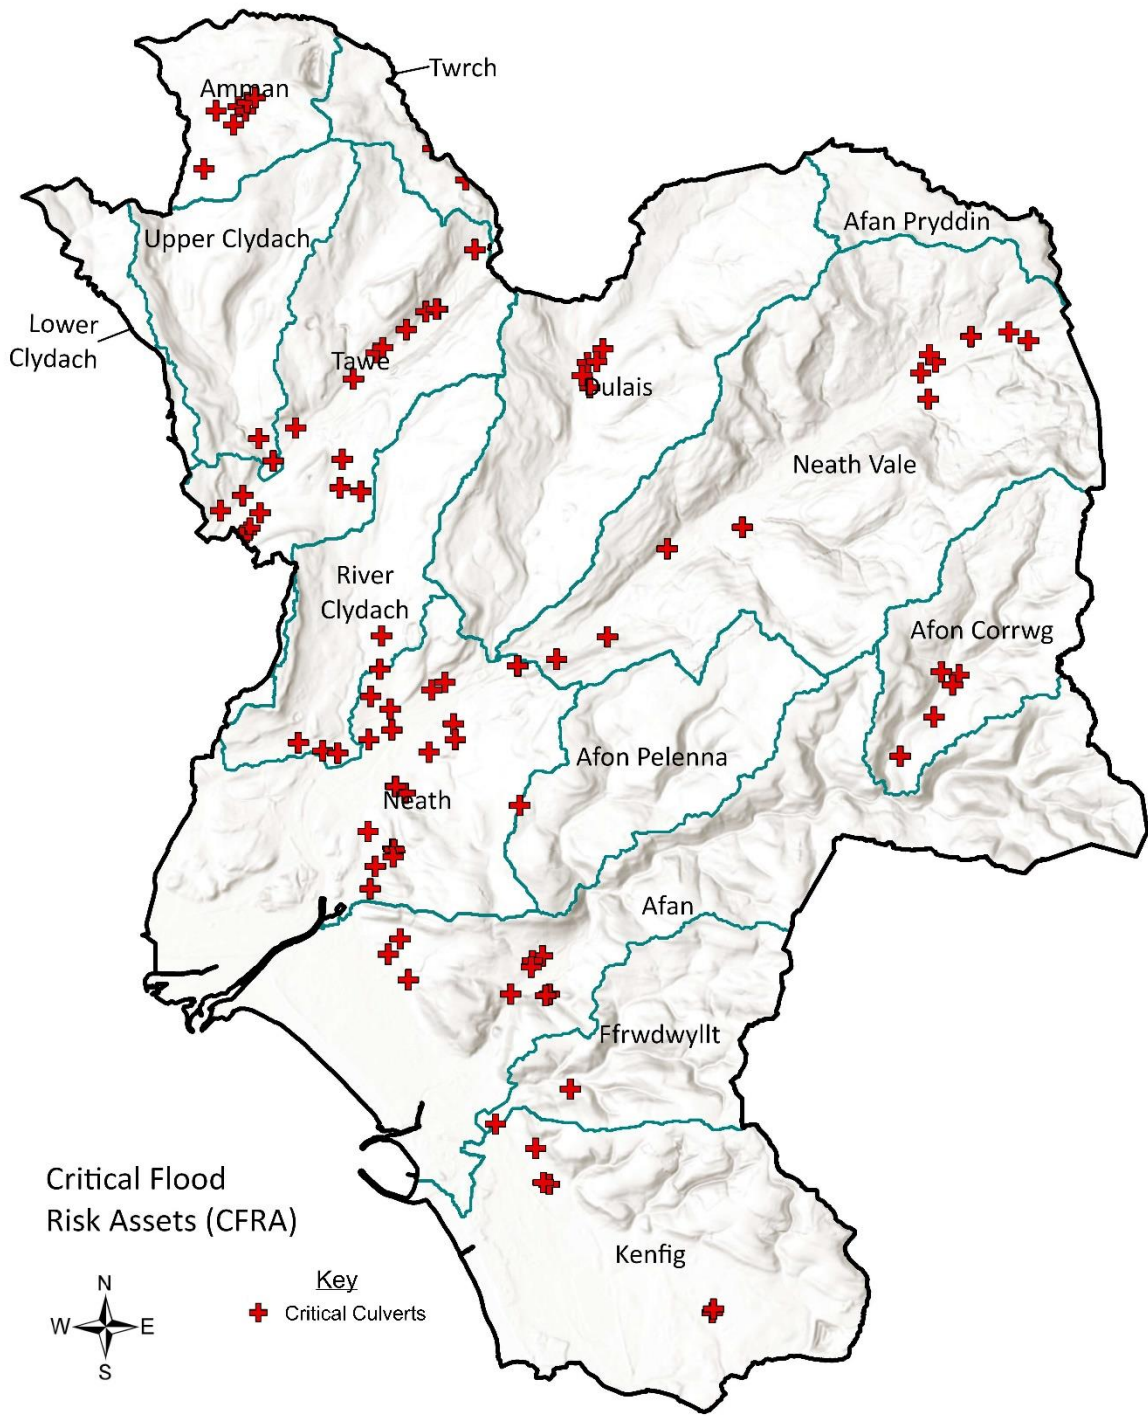 Twrch
Amman
Afan Pryddin
Upper Clydach
Lower
Clydach
Tawe
Dulais
Neath Vale
River
Clydach
Afon Corrwg
Afon Pelenna
Neath
Afan
Ffrwdwyllt
Critical Flood
Risk Assets (CFRA)
Kenfig
Key
Critical Culverts
N
W
E
S